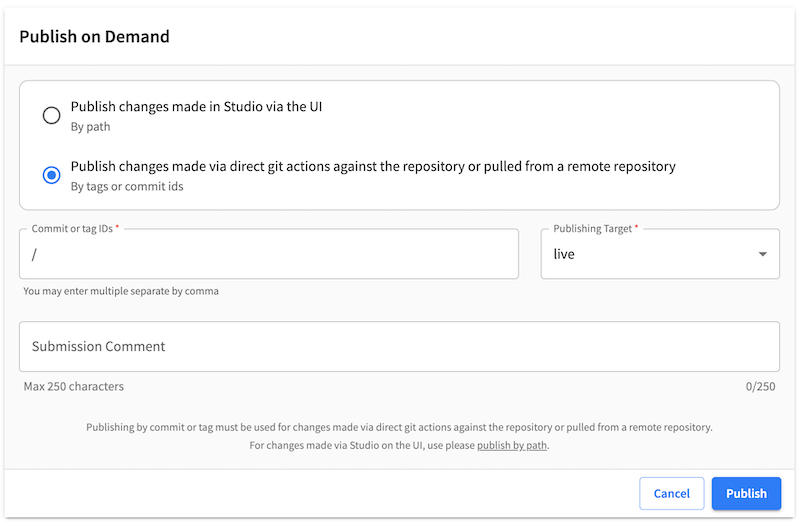 Publish on Demand
Publish changes made in Studio via the UI
By path
Publish changes made via direct git actions against the repository or pulled from a remote repository
By tags or commit ids
Commit or tag IDs *
/
Publishing Target *
live
You may enter multiple separate by comma
Submission Comment
Max 250 characters
0/250
Publishing by commit or tag must be used for changes made via direct git actions against the repository or pulled from a remote repository.
For changes made via Studio on the UI, use please publish by path.
Cancel
Publish